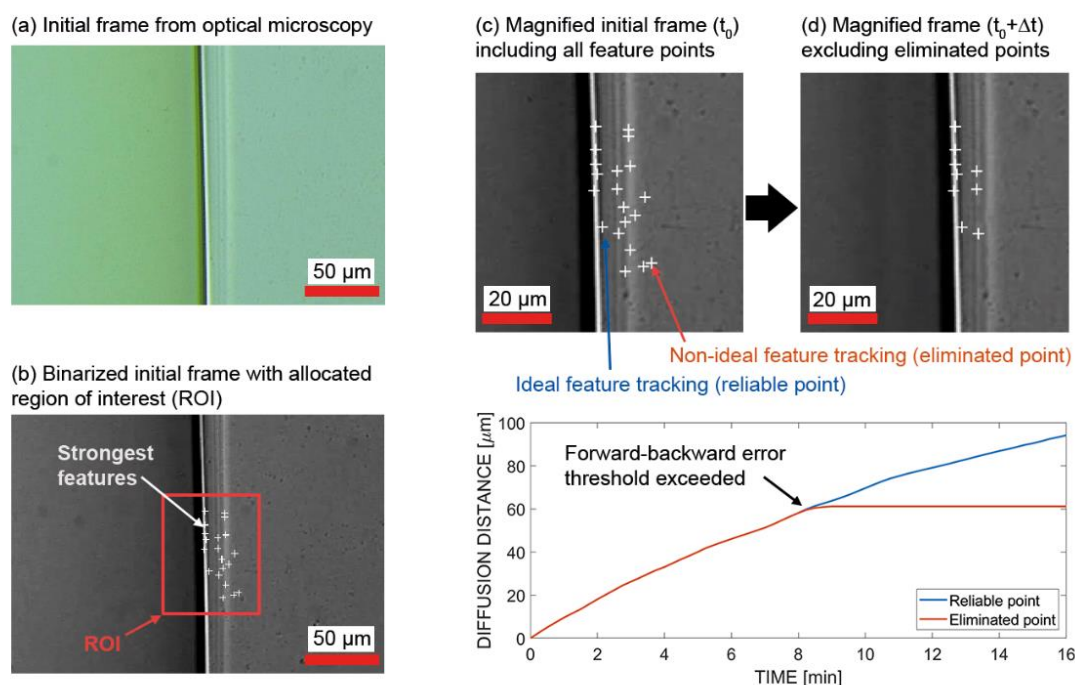 (a) Initial frame from optical microscopy
50 µm
(b) Binarized initial frame with allocated
region of interest (ROI)
Strongest
features
ROI
50 µm
(c) Magnified initial frame (t0)
including all feature points
20 µm
(d) Magnified frame (t0+Δt)
excluding eliminated points
20 µm
Non-ideal feature tracking (eliminated point)
Ideal feature tracking (reliable point)
DIFFUSION DISTANCE [µm]
100
80
60
40
20
0
Forward-backward error
threshold exceeded
Reliable point
Eliminated point
0 2 4 6 8 10 12 14 16
TIME [min]